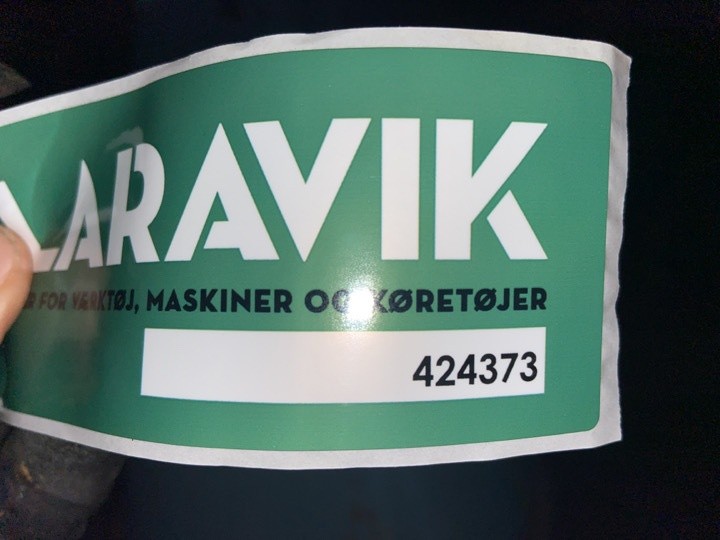 LARAVIK
R FOR VÆRKTØJ, MASKINER OG KØRETØJER
424373